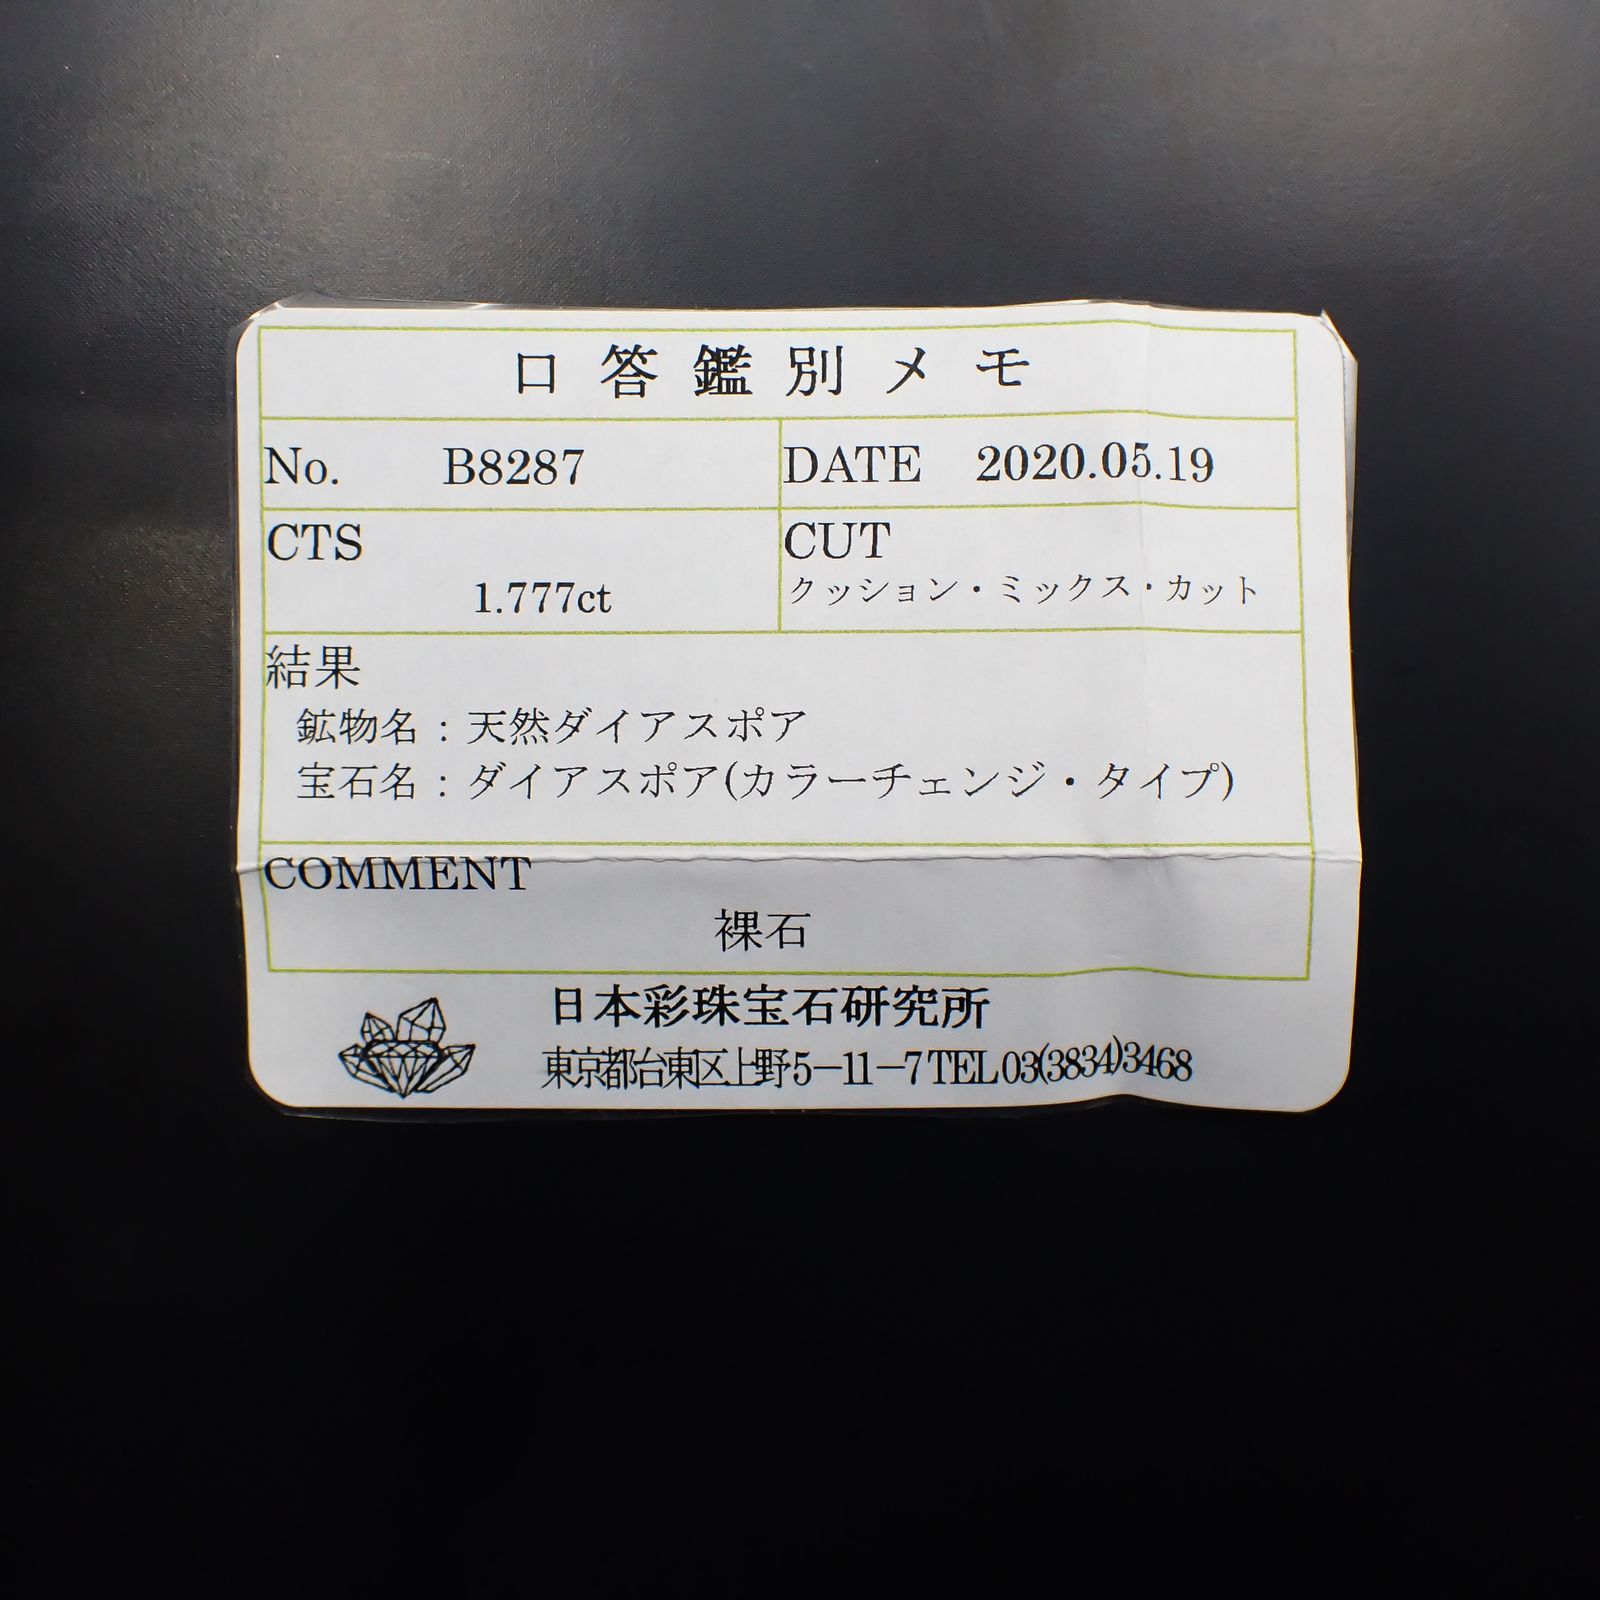 口答鑑別メモ
No. B8287
DATE 2020.05.19
CTS
1.777ct
CUT
クッション・ミックス・カット
結果
鉱物名:天然ダイアスポア
宝石名:ダイアスポア(カラーチェンジ・タイプ)
COMMENT
裸石
日本彩珠宝石研究所
東京都台東区上野5-11-7 TEL 03(3834)3468